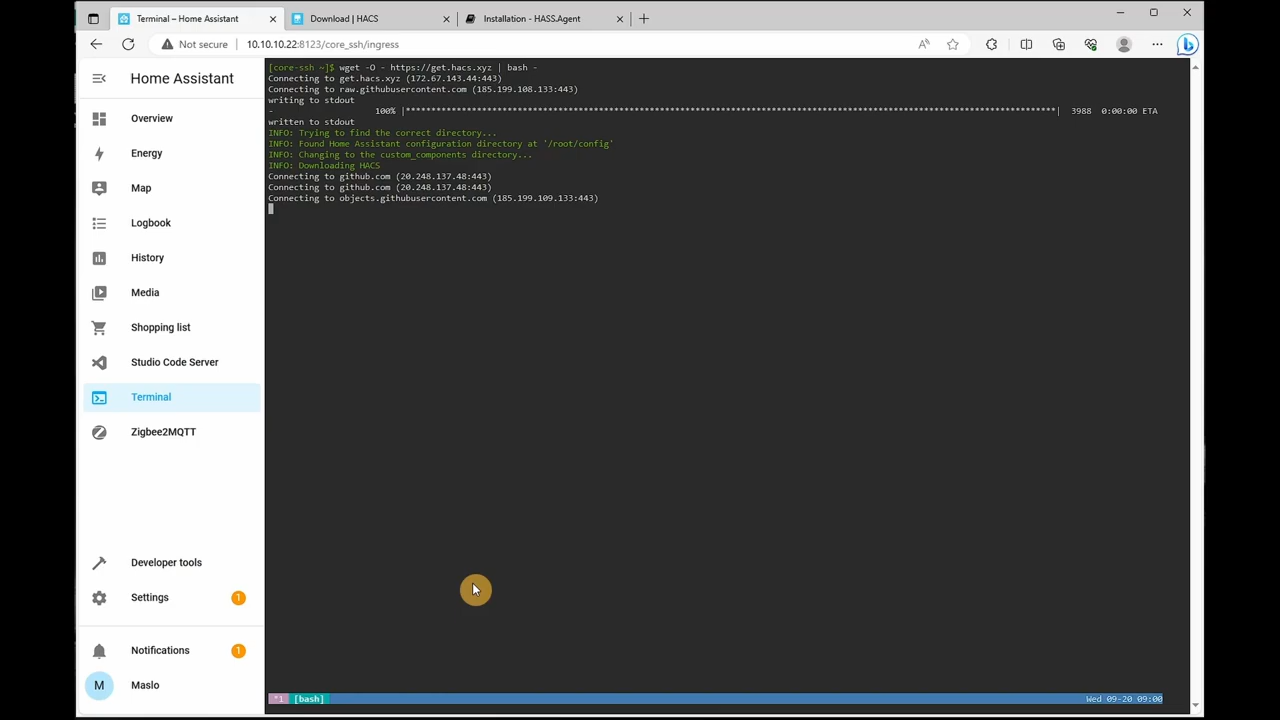 Terminal – Home Assistant
Download | HACS
Installation - HASS.Agent
Not secure
10.10.10.22:8123/core_ssh/ingress
Home Assistant
Overview
Energy
Map
Logbook
History
Media
Shopping list
Studio Code Server
Terminal
Zigbee2MQTT
Developer tools
Settings 1
Notifications 1
M Maslo
[core-ssh ~]$ wget -O - https://get.hacs.xyz | bash -
Connecting to get.hacs.xyz (172.67.143.44:443)
Connecting to raw.githubusercontent.com (185.199.108.133:443)
writing to stdout
- 100% |*********************************************************************************************************| 3988 0:00:00 ETA
written to stdout
INFO: Trying to find the correct directory...
INFO: Found Home Assistant configuration directory at '/root/config'
INFO: Changing to the custom_components directory...
INFO: Downloading HACS
Connecting to github.com (20.248.137.48:443)
Connecting to github.com (20.248.137.48:443)
Connecting to objects.githubusercontent.com (185.199.109.133:443)
*1 [bash] Wed 09-20 09:00